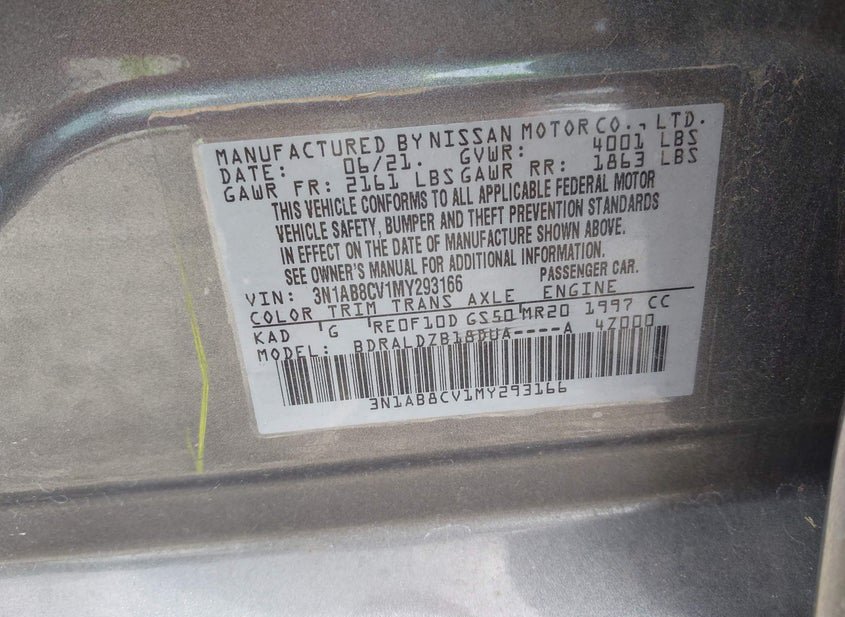 MANUFACTURED BY NISSAN MOTOR CO., LTD.
DATE: 06/21. GVWR: 4001 LBS
GAWR FR: 2161 LBS GAWR RR: 1863 LBS
THIS VEHICLE CONFORMS TO ALL APPLICABLE FEDERAL MOTOR
VEHICLE SAFETY, BUMPER AND THEFT PREVENTION STANDARDS
IN EFFECT ON THE DATE OF MANUFACTURE SHOWN ABOVE.
SEE OWNER'S MANUAL FOR ADDITIONAL INFORMATION.
VIN: 3N1AB8CV1MY293166 PASSENGER CAR.
COLOR TRIM TRANS AXLE ENGINE
KAD G RE0F10D GS50 MR20 1997 CC
MODEL: BDRALDZB18DUA----A 4Z000
3N1AB8CV1MY293166